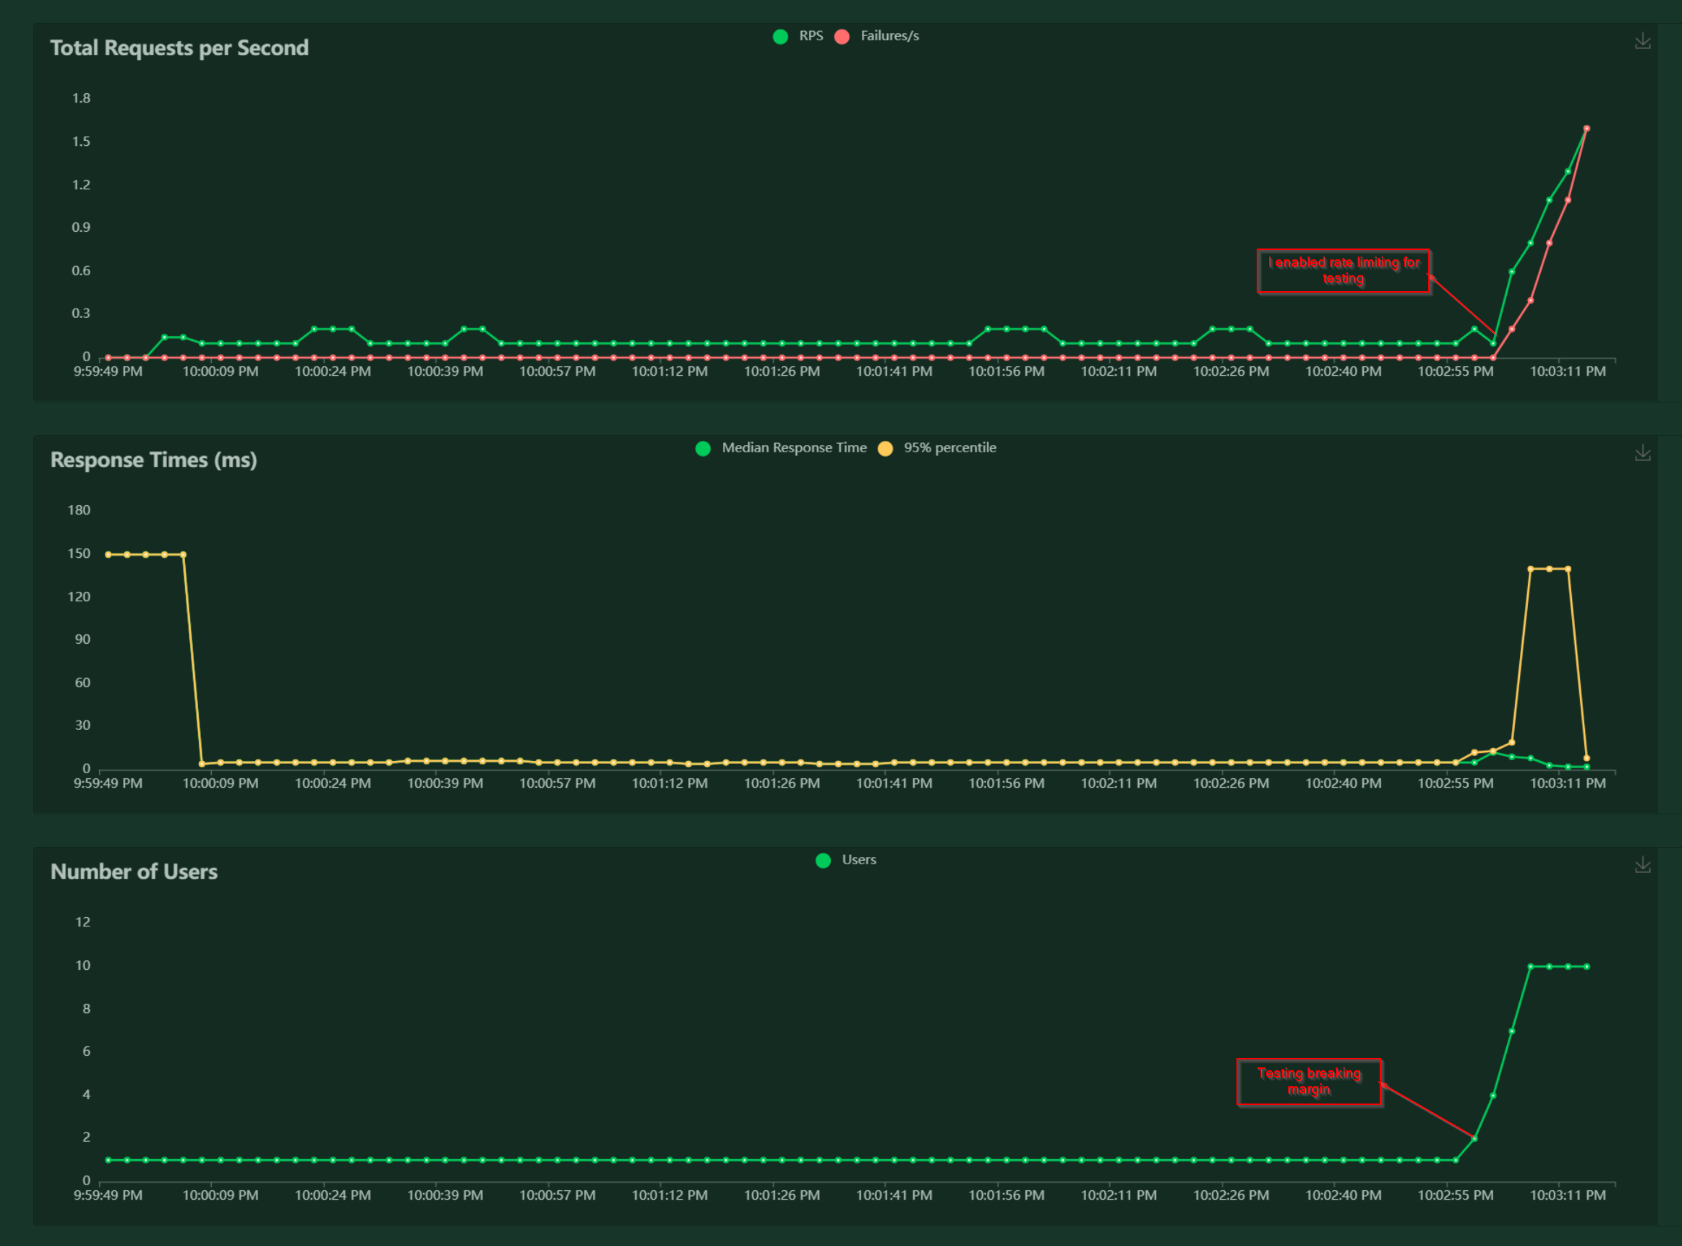 Total Requests per Second
RPS Failures/s
1.8
1.5
1.2
0.9
0.6
0.3
0
I enabled rate limiting for
testing
9:59:49 PM 10:00:09 PM 10:00:24 PM 10:00:39 PM 10:00:57 PM 10:01:12 PM 10:01:26 PM 10:01:41 PM 10:01:56 PM 10:02:11 PM 10:02:26 PM 10:02:40 PM 10:02:55 PM 10:03:11 PM
Response Times (ms)
Median Response Time 95% percentile
180
150
120
90
60
30
0
9:59:49 PM 10:00:09 PM 10:00:24 PM 10:00:39 PM 10:00:57 PM 10:01:12 PM 10:01:26 PM 10:01:41 PM 10:01:56 PM 10:02:11 PM 10:02:26 PM 10:02:40 PM 10:02:55 PM 10:03:11 PM
Number of Users
Users
12
10
8
6
4
2
0
Testing breaking
margin
9:59:49 PM 10:00:09 PM 10:00:24 PM 10:00:39 PM 10:00:57 PM 10:01:12 PM 10:01:26 PM 10:01:41 PM 10:01:56 PM 10:02:11 PM 10:02:26 PM 10:02:40 PM 10:02:55 PM 10:03:11 PM